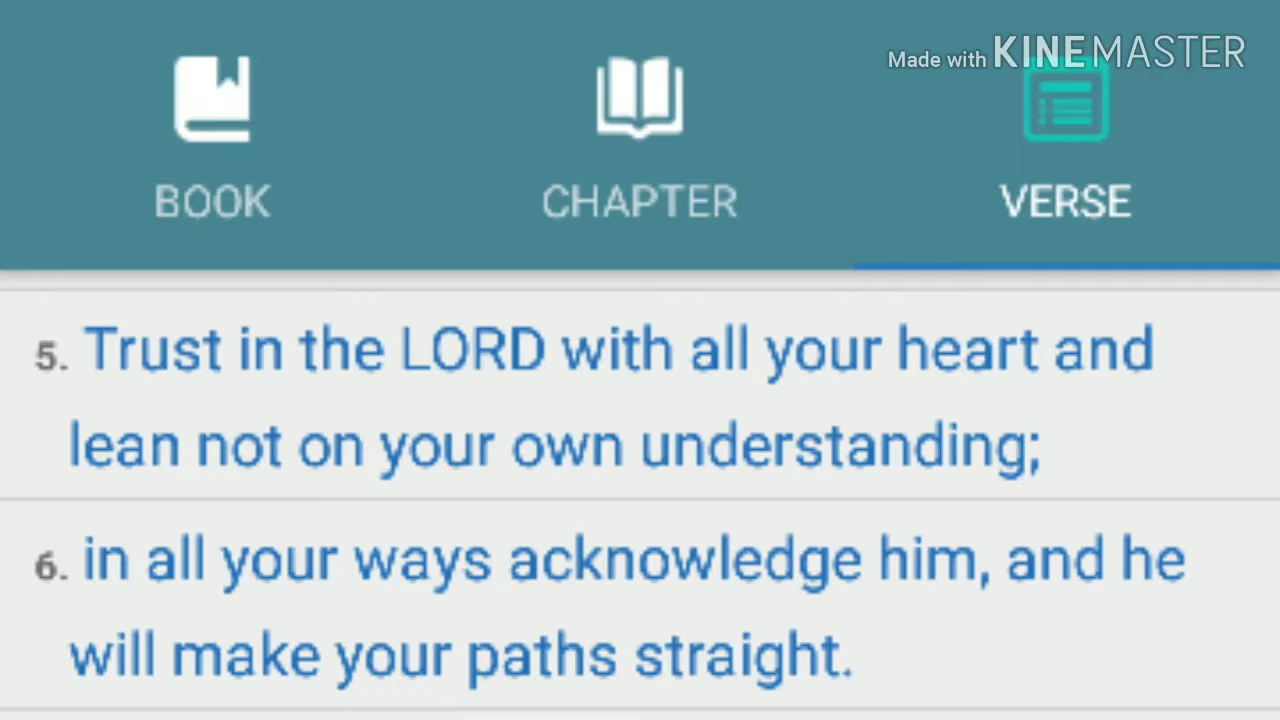 Made with KINEMASTER
BOOK
CHAPTER
VERSE
5. Trust in the LORD with all your heart and
lean not on your own understanding;
6. in all your ways acknowledge him, and he
will make your paths straight.